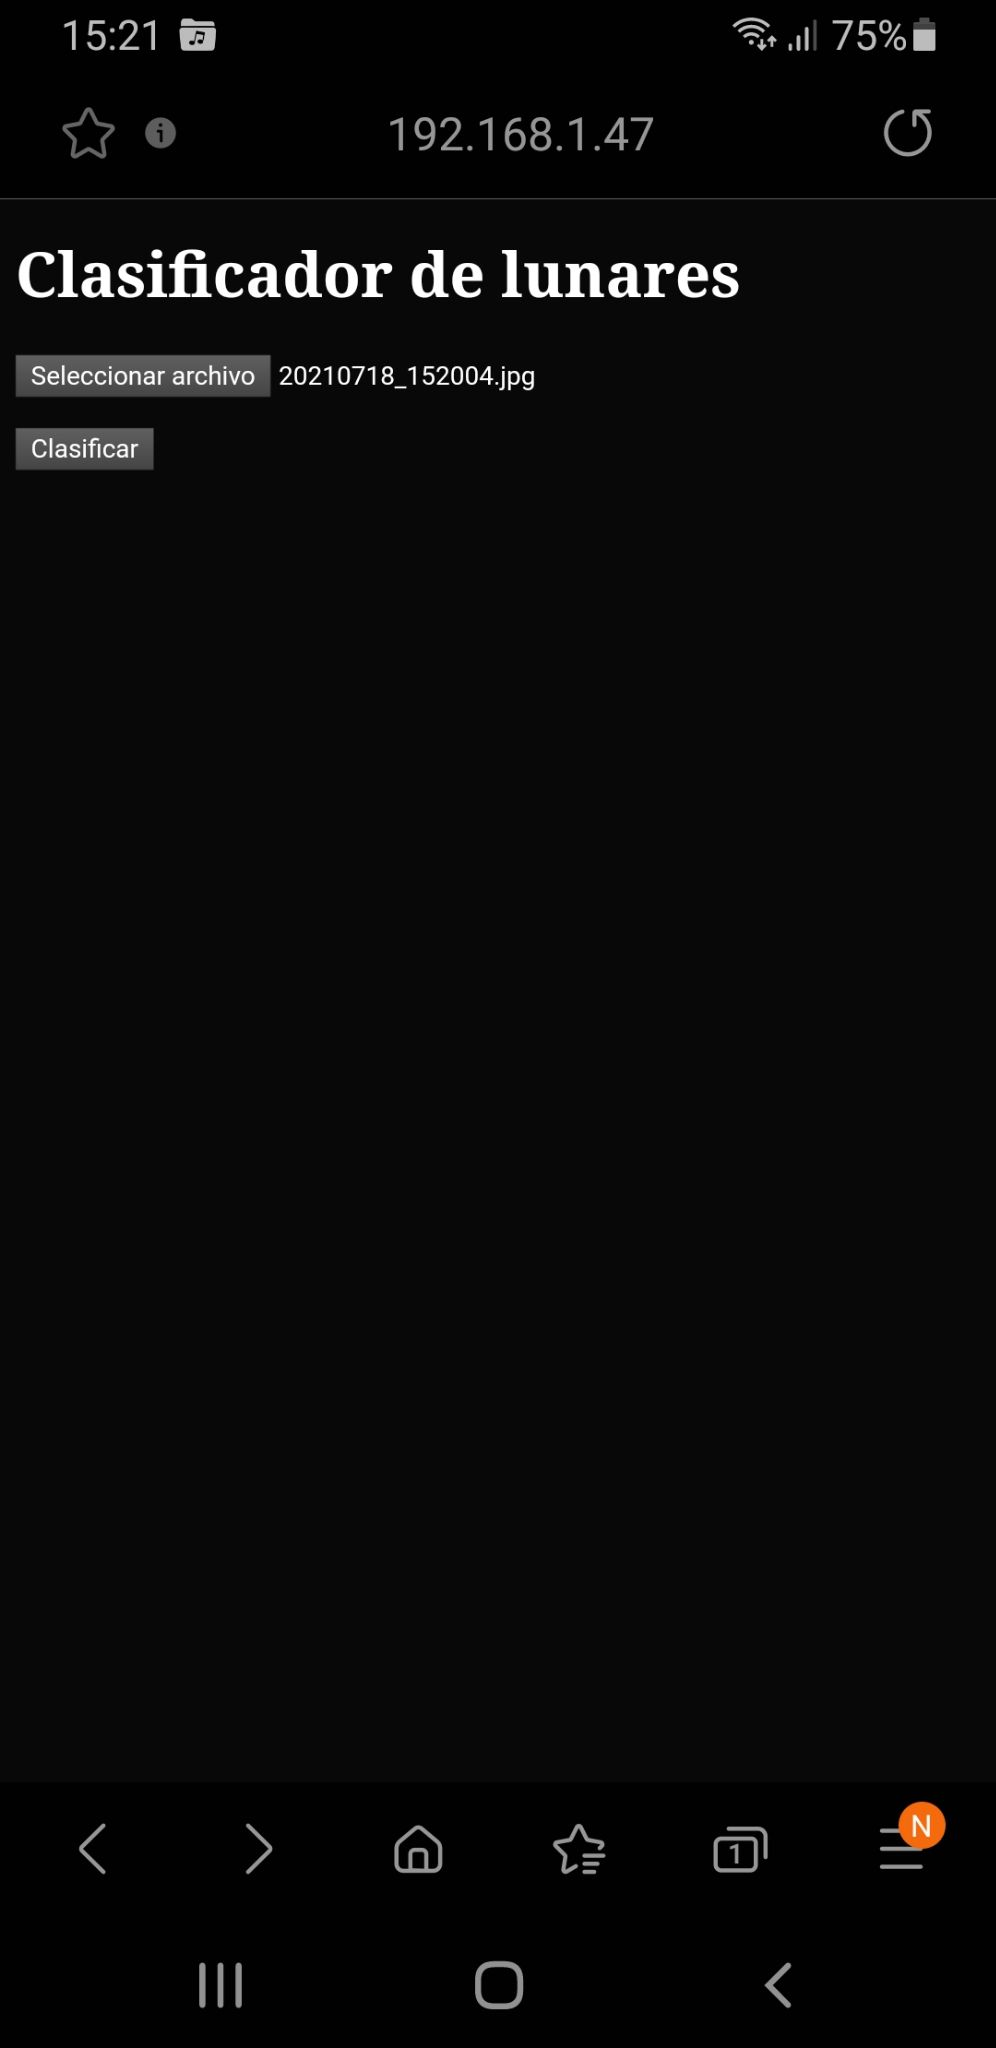 15:21 75%
192.168.1.47
Clasificador de lunares
Seleccionar archivo 20210718_152004.jpg
Clasificar
1 N